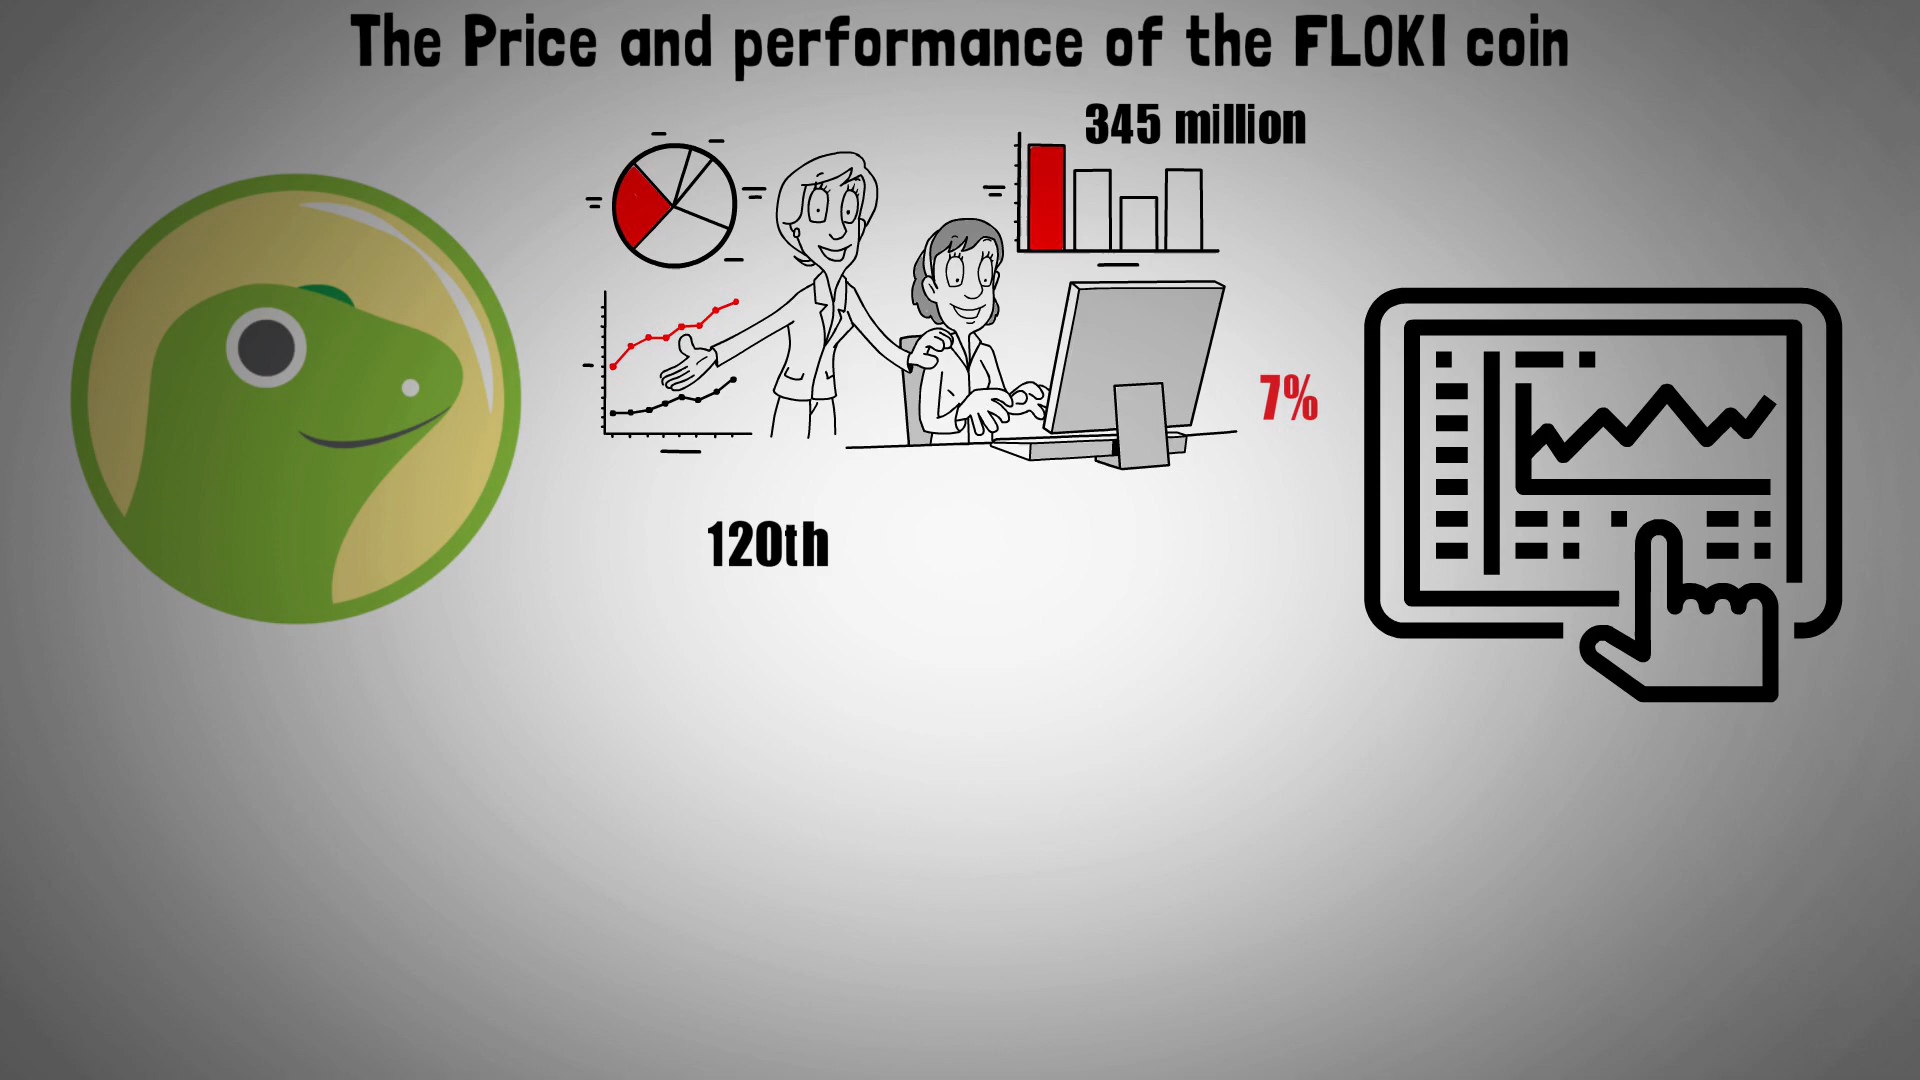 The Price and performance of the FLOKI coin
345 million
7%
120th